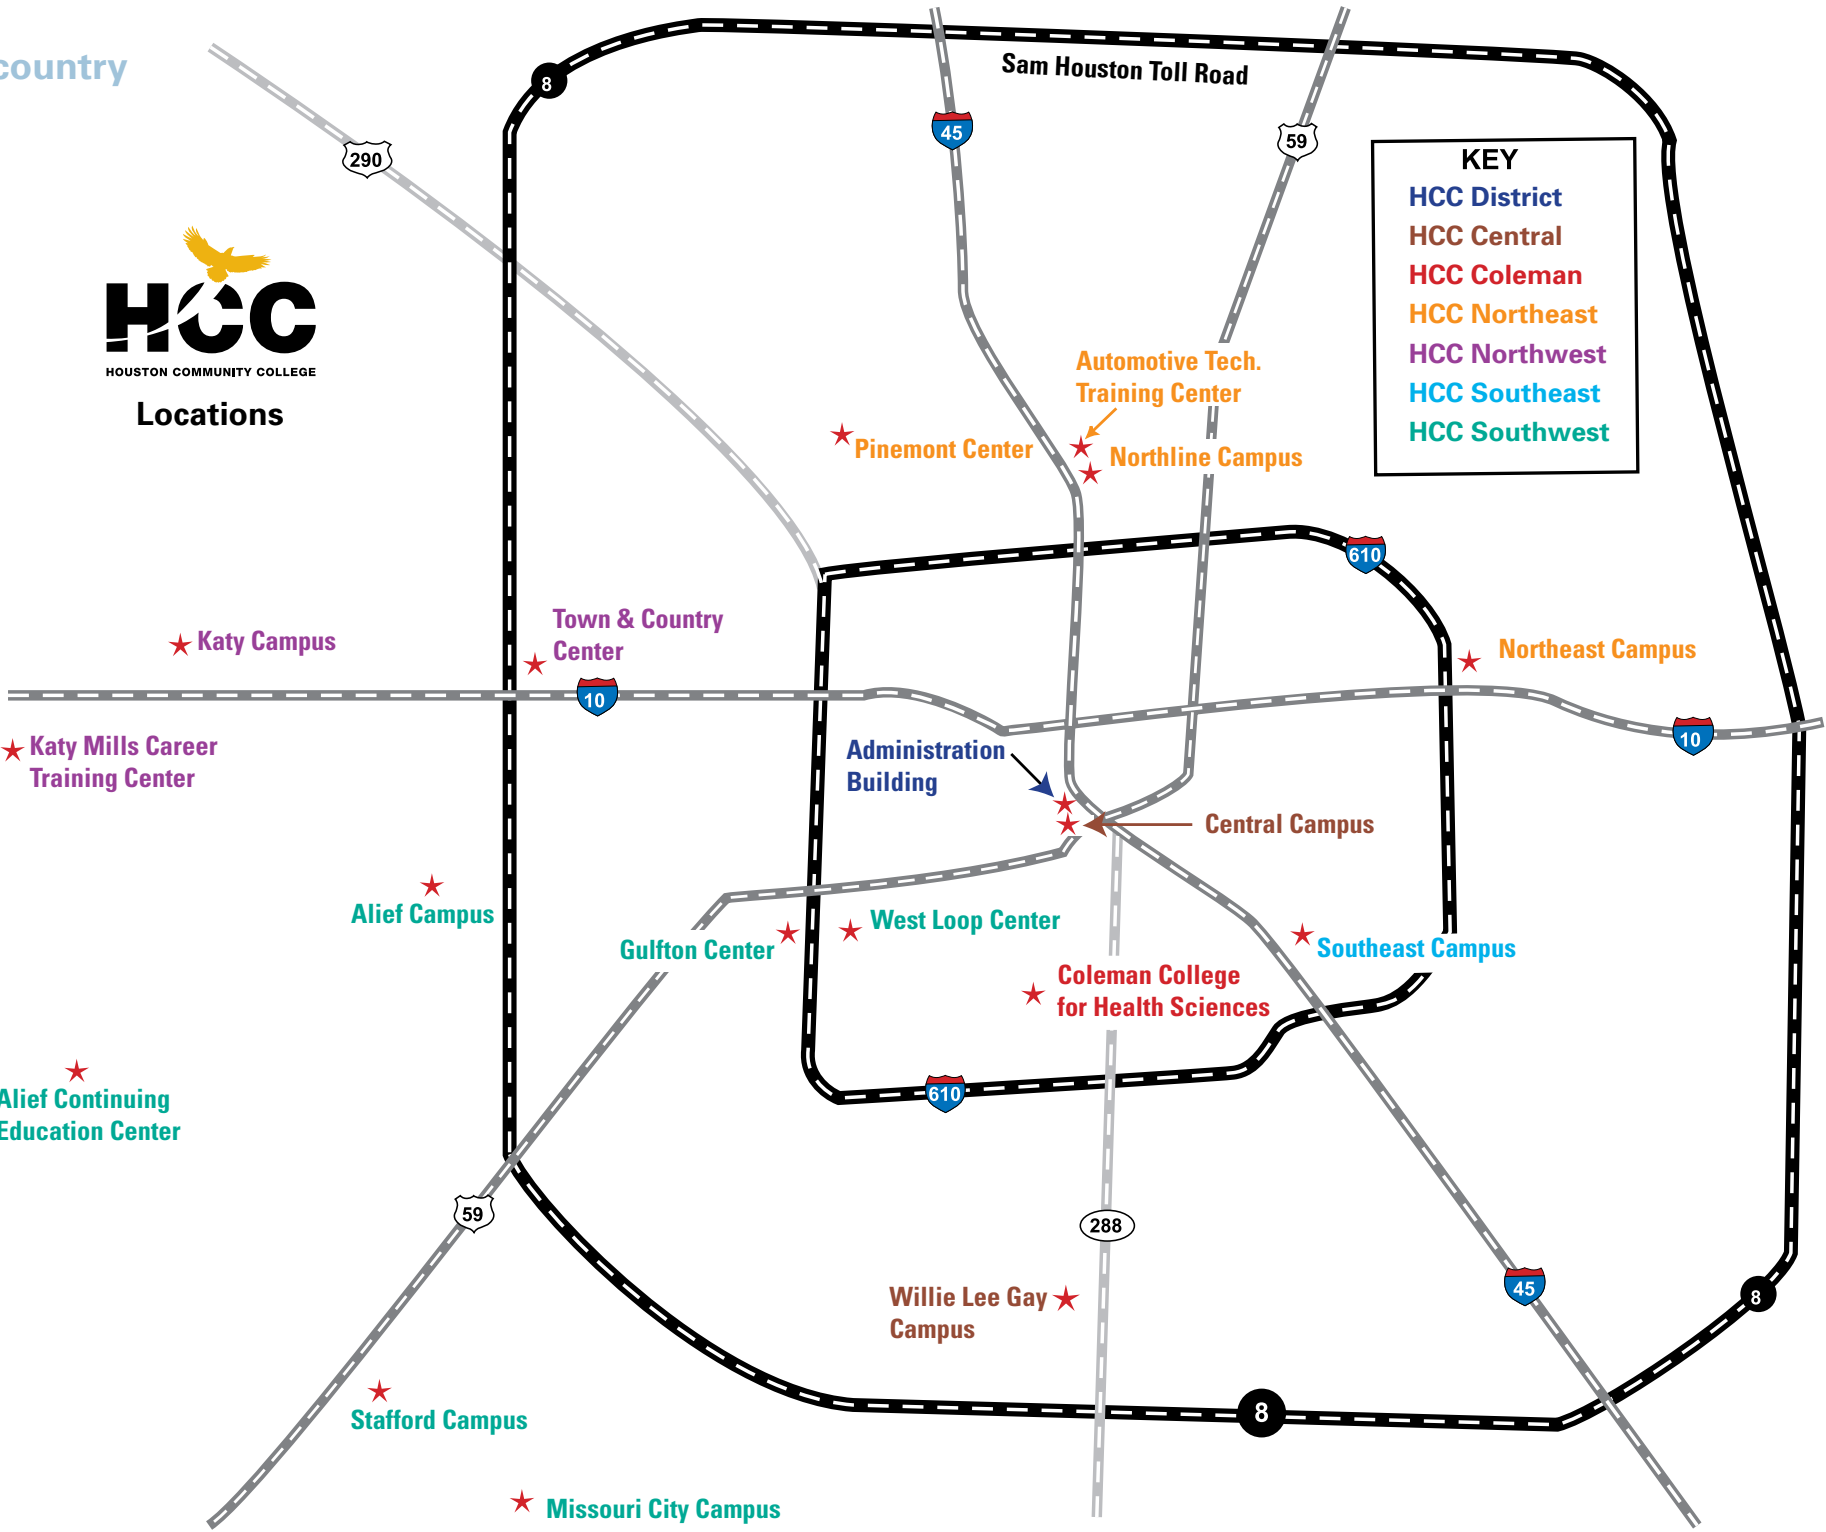 country
8
Sam Houston Toll Road
45
59
290
KEY
HCC District
HCC Central
HCC Coleman
HCC Northeast
HCC Northwest
HCC Southeast
HCC Southwest
HCC
HOUSTON COMMUNITY COLLEGE
Locations
Automotive Tech.
Training Center
Pinemont Center
Northline Campus
610
Katy Campus
Town & Country
Center
Northeast Campus
10
10
Katy Mills Career
Training Center
Administration
Building
Central Campus
Alief Campus
Gulfton Center
West Loop Center
Southeast Campus
Coleman College
for Health Sciences
610
Alief Continuing
Education Center
59
288
Willie Lee Gay
Campus
45
8
8
Stafford Campus
Missouri City Campus